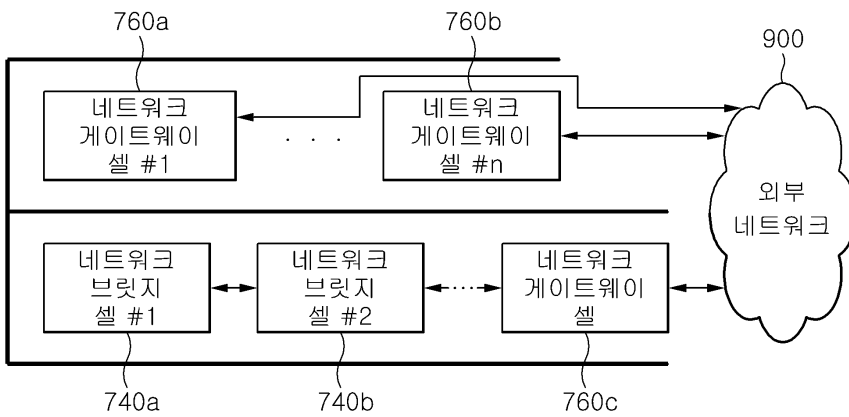 760a
760b
900
네트워크
게이트웨이
셀 #1
. . .
네트워크
게이트웨이
셀 #n
외부
네트워크
네트워크
브릿지
셀 #1
네트워크
브릿지
셀 #2
네트워크
게이트웨이
셀
740a
740b
760c